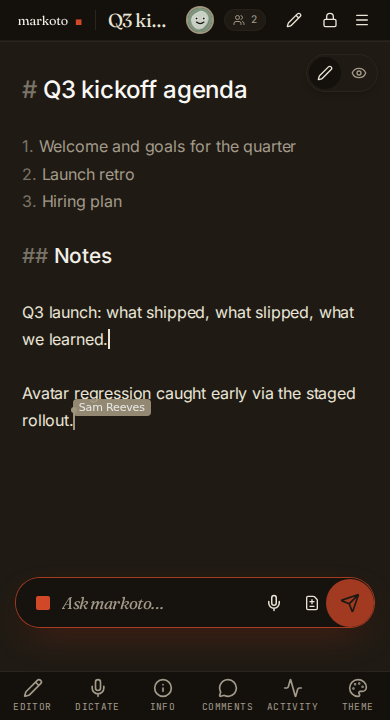 markoto
Q3 ki...
2
# Q3 kickoff agenda
1. Welcome and goals for the quarter
2. Launch retro
3. Hiring plan
## Notes
Q3 launch: what shipped, what slipped, what
we learned.
Avatar regression caught early via the staged
Sam Reeves
rollout.
Ask markoto...
EDITOR
DICTATE
INFO
COMMENTS
ACTIVITY
THEME